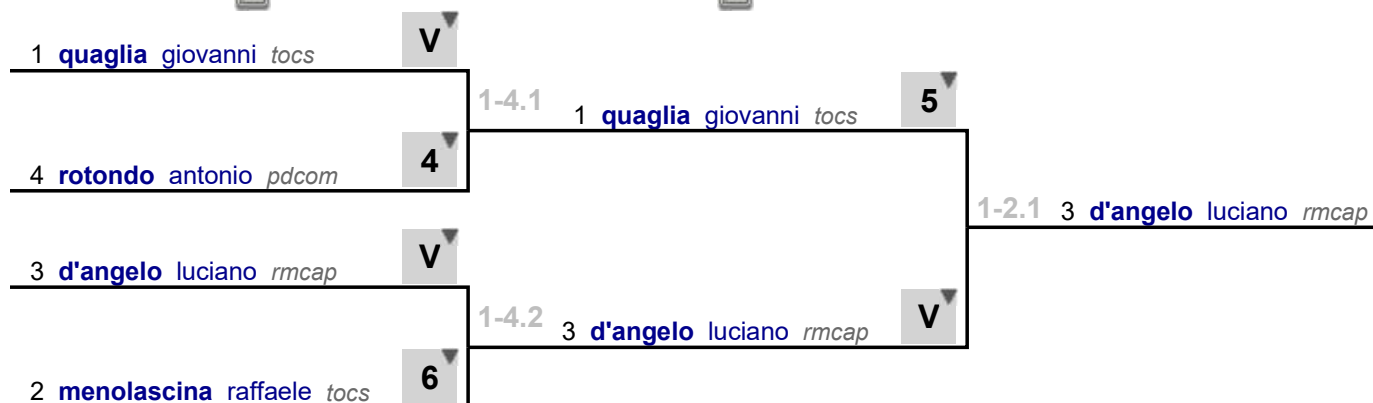 1 quaglia giovanni tocs V
1-4.1
1 quaglia giovanni tocs 5
4 rotondo antonio pdcom 4
1-2.1 3 d'angelo luciano rmcap
3 d'angelo luciano rmcap V
1-4.2
3 d'angelo luciano rmcap V
2 menolascina raffaele tocs 6